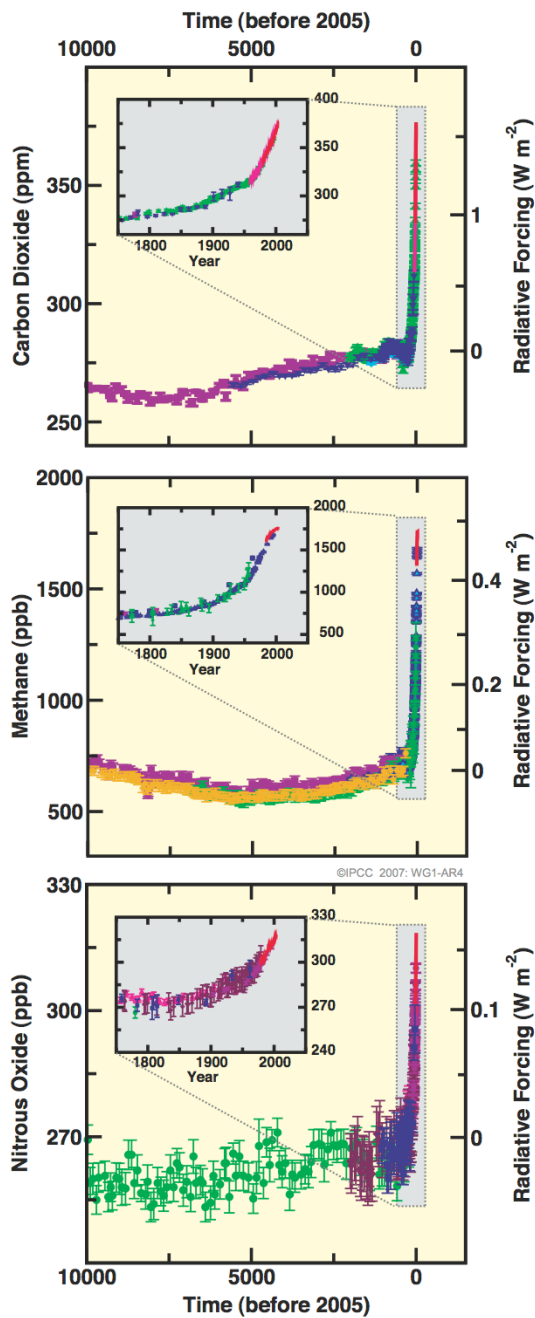 Time (before 2005)
10000 5000 0
Carbon Dioxide (ppm)
350
300
250
400
350
300
1800 1900 2000
Year
1
0
Radiative Forcing (W m-2)
Methane (ppb)
2000
1500
1000
500
2000
1500
1000
500
1800 1900 2000
Year
0.4
0.2
0
Radiative Forcing (W m-2)
©IPCC 2007: WG1-AR4
Nitrous Oxide (ppb)
330
300
270
330
300
270
240
1800 1900 2000
Year
0.1
0
Radiative Forcing (W m-2)
10000 5000 0
Time (before 2005)